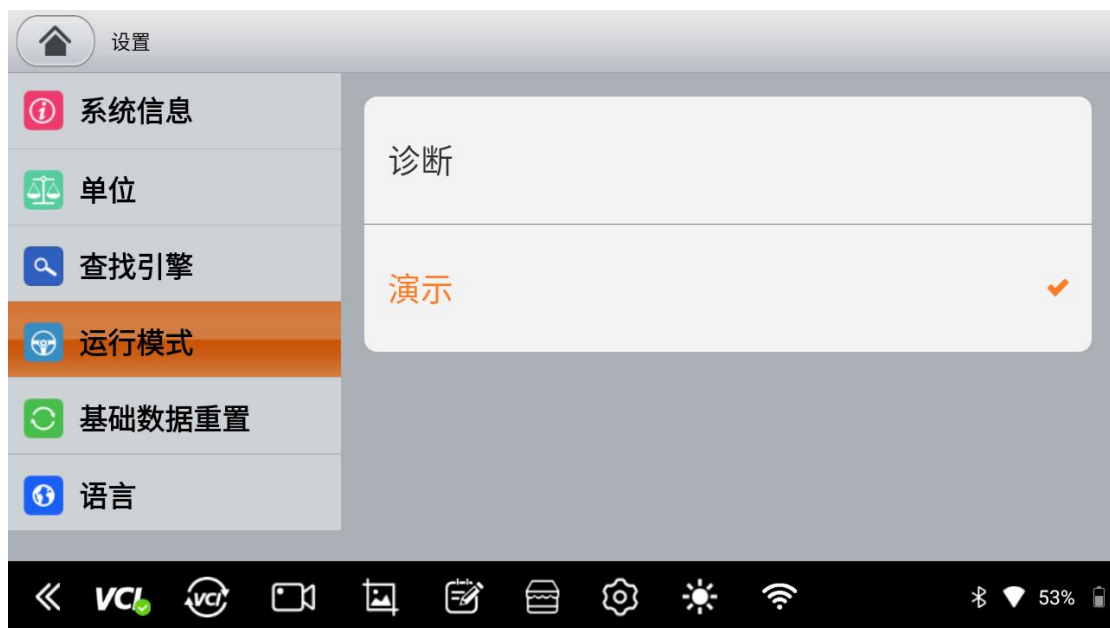 设置
系统信息
单位
查找引擎
运行模式
基础数据重置
语言
诊断
演示
VCI
VCI
53%